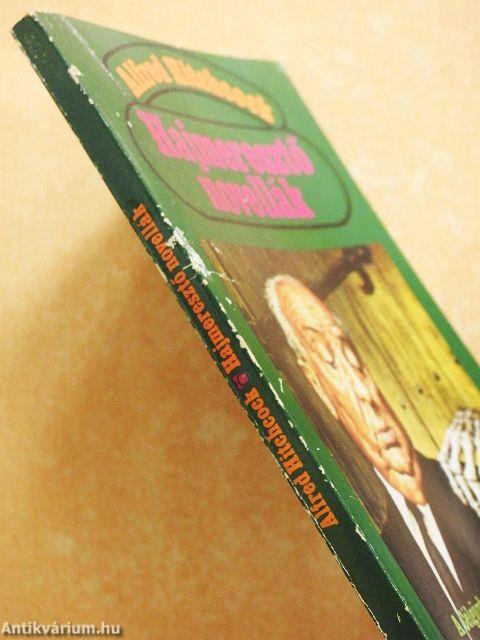 Alfred Hitchcock
Hajmeresztő
novellák
Alfred Hitchcock Hajmeresztő novellák
Antikvárium.hu